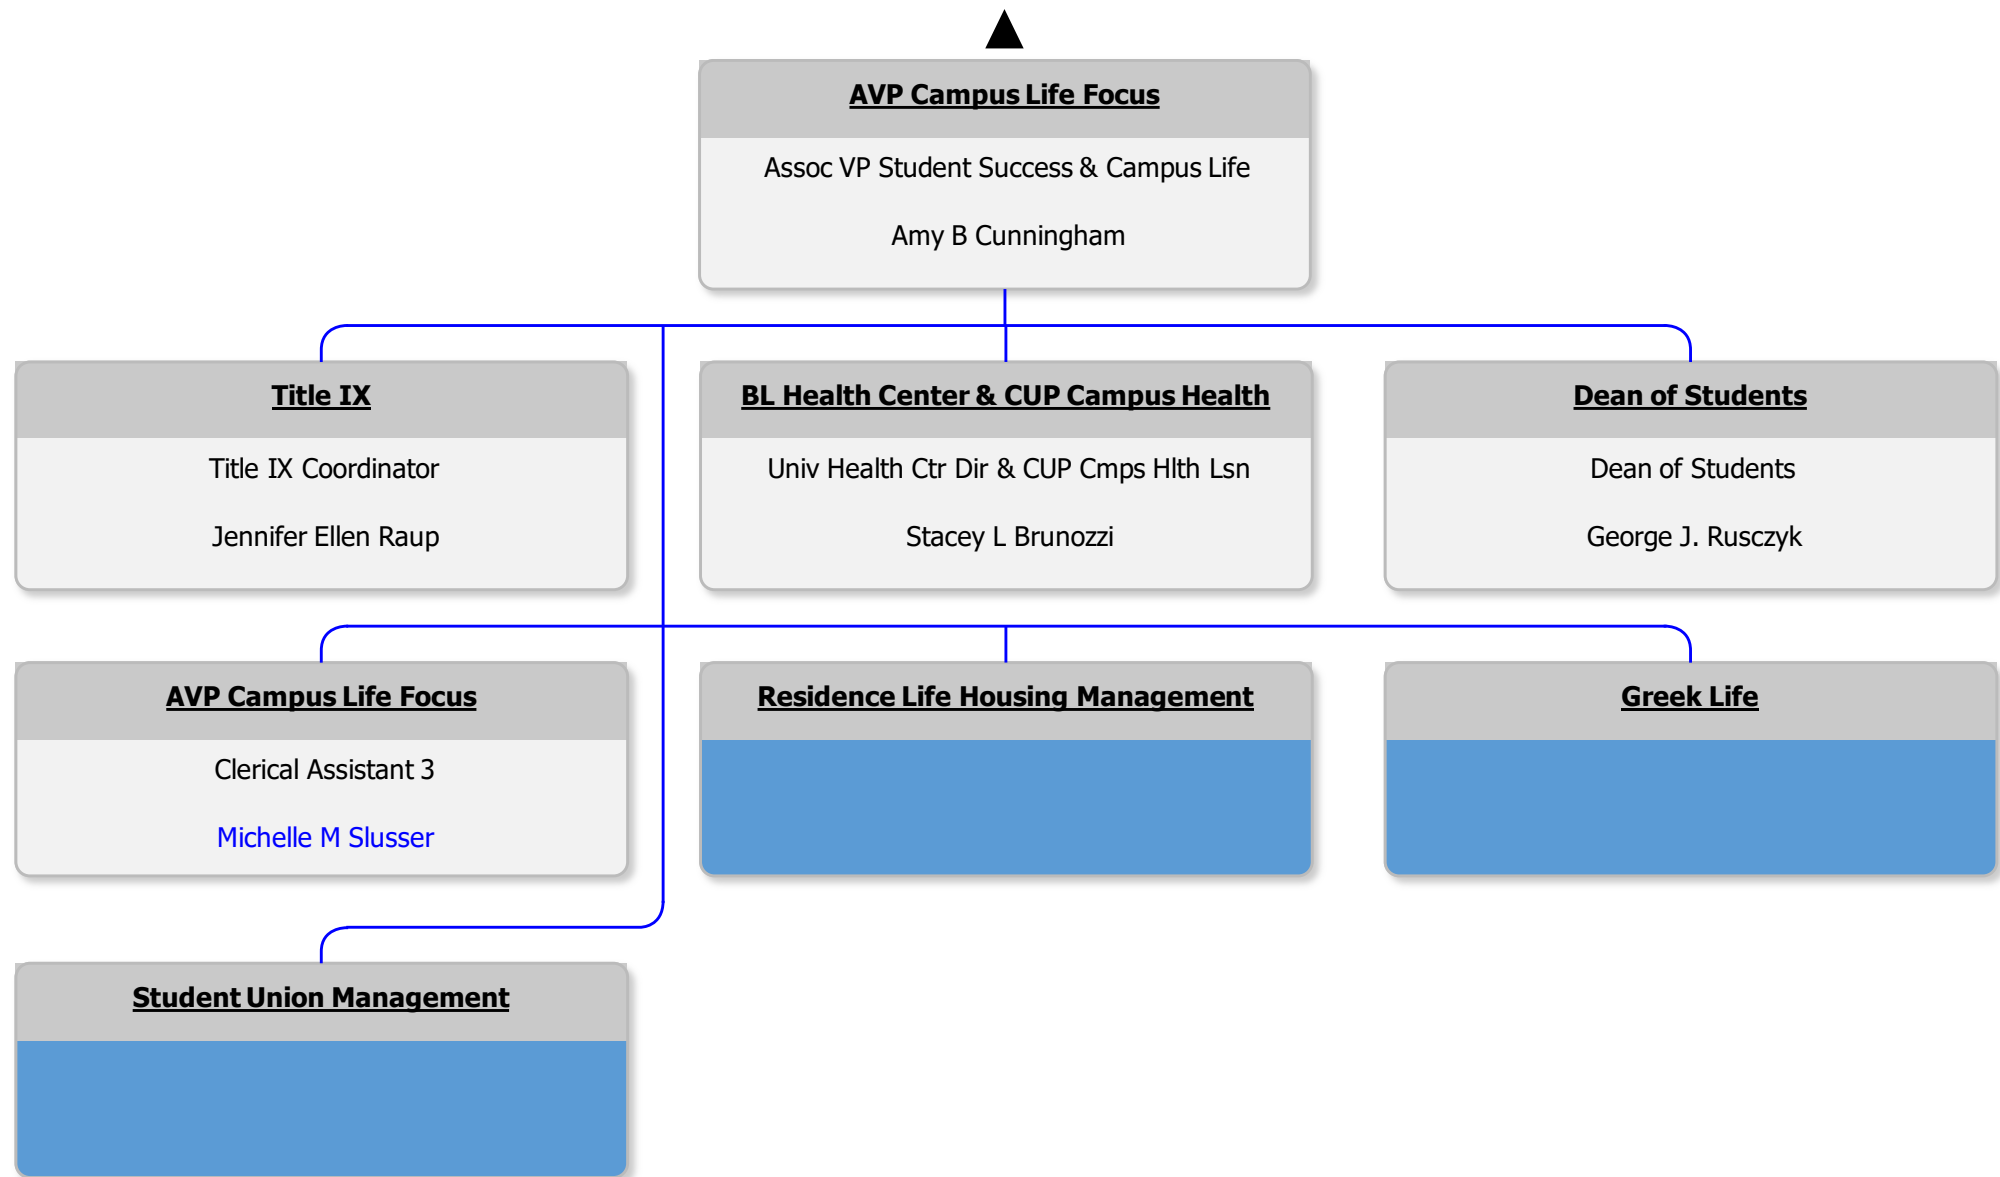 AVP Campus Life Focus
Assoc VP Student Success & Campus Life
Amy B Cunningham
Title IX
Title IX Coordinator
Jennifer Ellen Raup
BL Health Center & CUP Campus Health
Univ Health Ctr Dir & CUP Cmps Hlth Lsn
Stacey L Brunozzi
Dean of Students
Dean of Students
George J. Rusczyk
AVP Campus Life Focus
Clerical Assistant 3
Michelle M Slusser
Residence Life Housing Management
Greek Life
Student Union Management